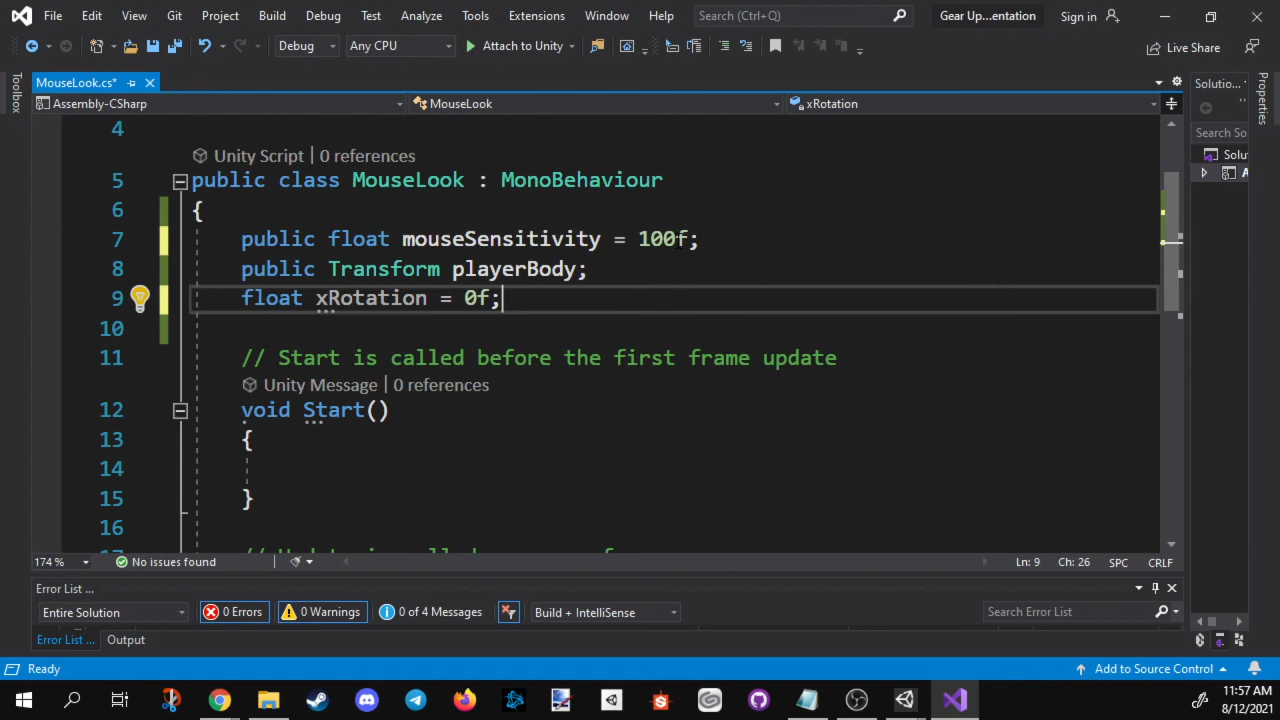 File Edit View Git Project Build Debug Test Analyze Tools Extensions Window Help Search (Ctrl+Q) Gear Up...entation Sign in
Debug Any CPU Attach to Unity Live Share
MouseLook.cs* Solutio...
Assembly-CSharp MouseLook xRotation
Toolbox
Properties
Search So
Solut
A
4
Unity Script | 0 references
5 public class MouseLook : MonoBehaviour
6 {
7 public float mouseSensitivity = 100f;
8 public Transform playerBody;
9 float xRotation = 0f;
10
11 // Start is called before the first frame update
Unity Message | 0 references
12 void Start()
13 {
14
15 }
16
174 % No issues found Ln: 9 Ch: 26 SPC CRLF
Error List ...
Entire Solution 0 Errors 0 Warnings 0 of 4 Messages Build + IntelliSense Search Error List
Error List ... Output
Ready Add to Source Control
11:57 AM
8/12/2021